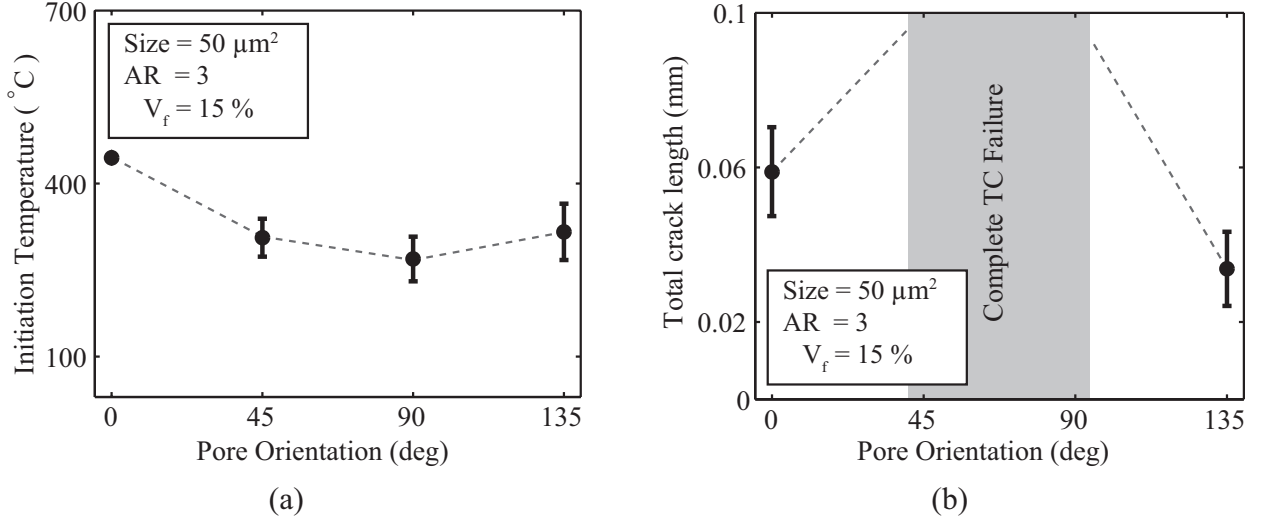 700
400
100
Initiation Temperature (°C)
Size = 50 µm²
AR = 3
V_f = 15 %
0 45 90 135
Pore Orientation (deg)
(a)
0.1
0.06
0.02
0
Total crack length (mm)
Complete TC Failure
Size = 50 µm²
AR = 3
V_f = 15 %
0 45 90 135
Pore Orientation (deg)
(b)